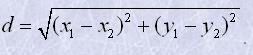 d = √(x₁ − x₂)² + (y₁ − y₂)²